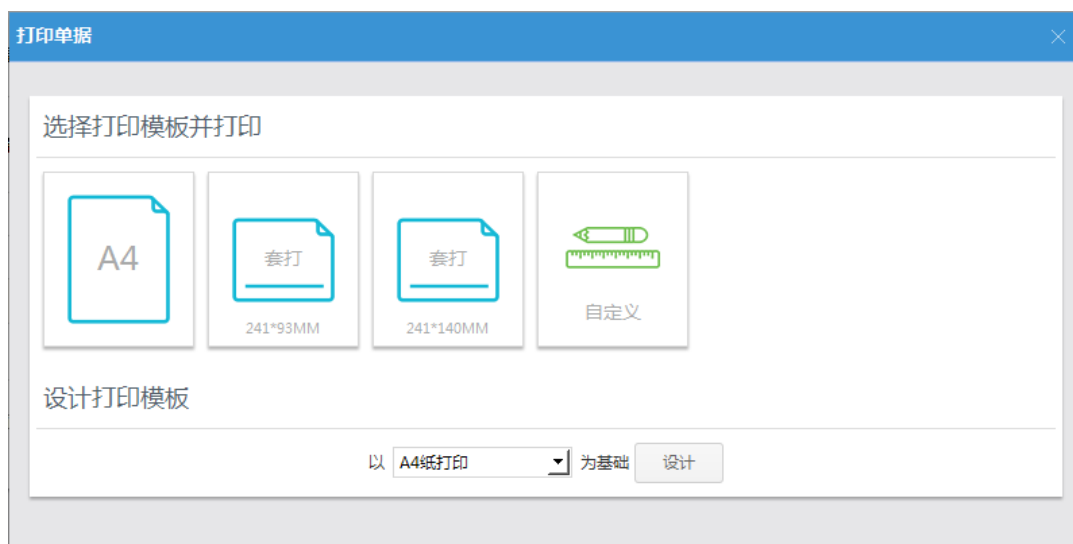 打印单据
选择打印模板并打印
A4
套打
241*93MM
套打
241*140MM
自定义
设计打印模板
以 A4纸打印 为基础 设计